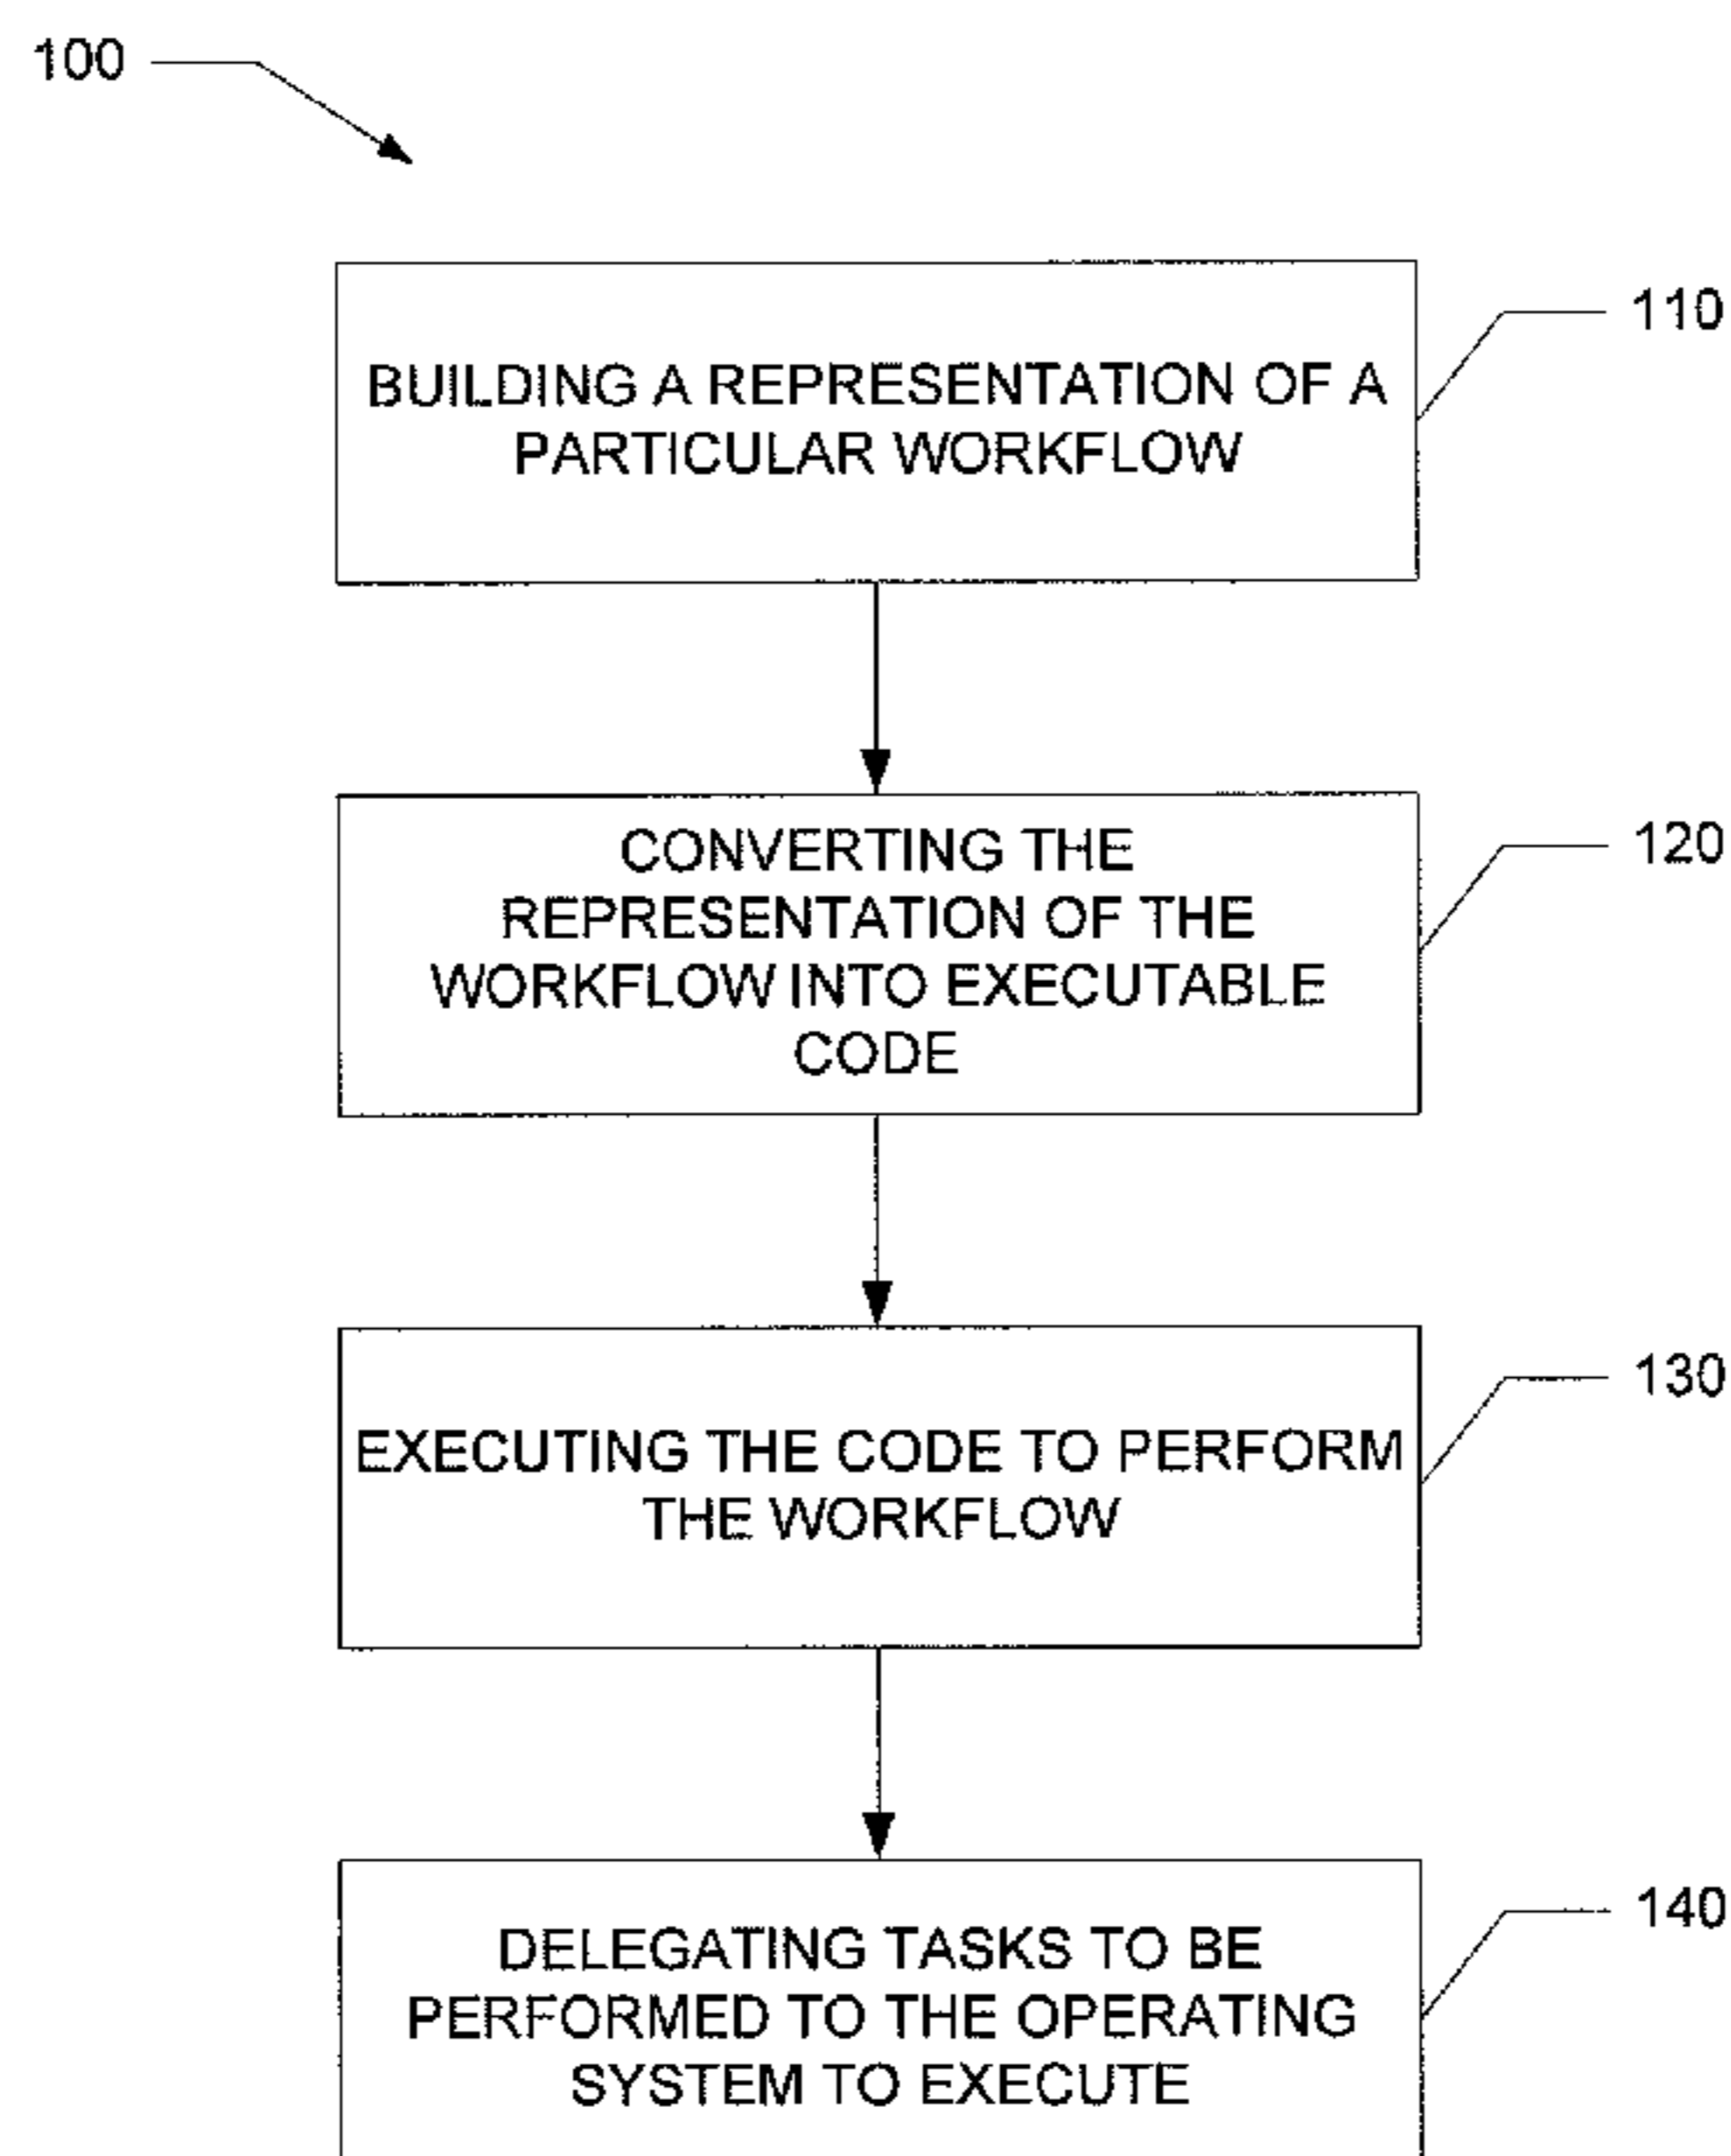 100
110
BUILDING A REPRESENTATION OF A
PARTICULAR WORKFLOW
120
CONVERTING THE
REPRESENTATION OF THE
WORKFLOW INTO EXECUTABLE
CODE
130
EXECUTING THE CODE TO PERFORM
THE WORKFLOW
140
DELEGATING TASKS TO BE
PERFORMED TO THE OPERATING
SYSTEM TO EXECUTE